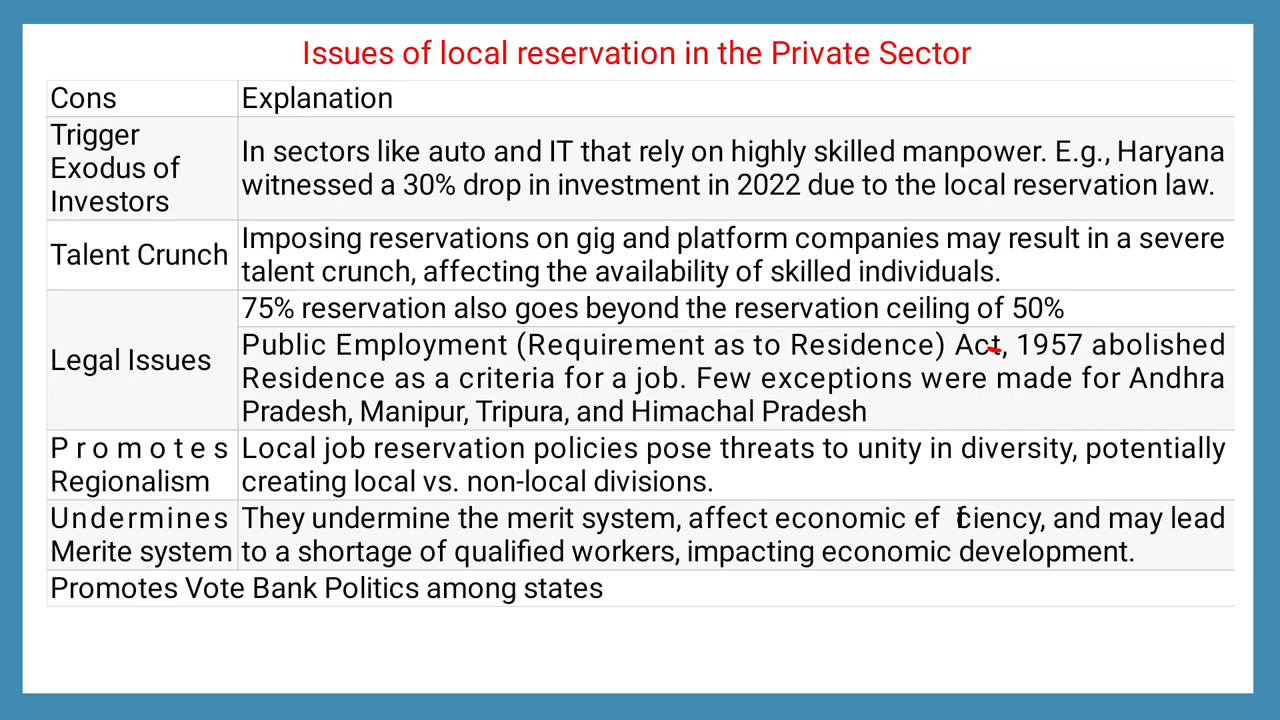 Issues of local reservation in the Private Sector
Cons
Explanation
Trigger
Exodus of
Investors
In sectors like auto and IT that rely on highly skilled manpower. E.g., Haryana
witnessed a 30% drop in investment in 2022 due to the local reservation law.
Talent Crunch
Imposing reservations on gig and platform companies may result in a severe
talent crunch, affecting the availability of skilled individuals.
Legal Issues
75% reservation also goes beyond the reservation ceiling of 50%
Public Employment (Requirement as to Residence) Act, 1957 abolished
Residence as a criteria for a job. Few exceptions were made for Andhra
Pradesh, Manipur, Tripura, and Himachal Pradesh
Promotes
Regionalism
Local job reservation policies pose threats to unity in diversity, potentially
creating local vs. non-local divisions.
Undermines
Merite system
They undermine the merit system, affect economic efficiency, and may lead
to a shortage of qualified workers, impacting economic development.
Promotes Vote Bank Politics among states